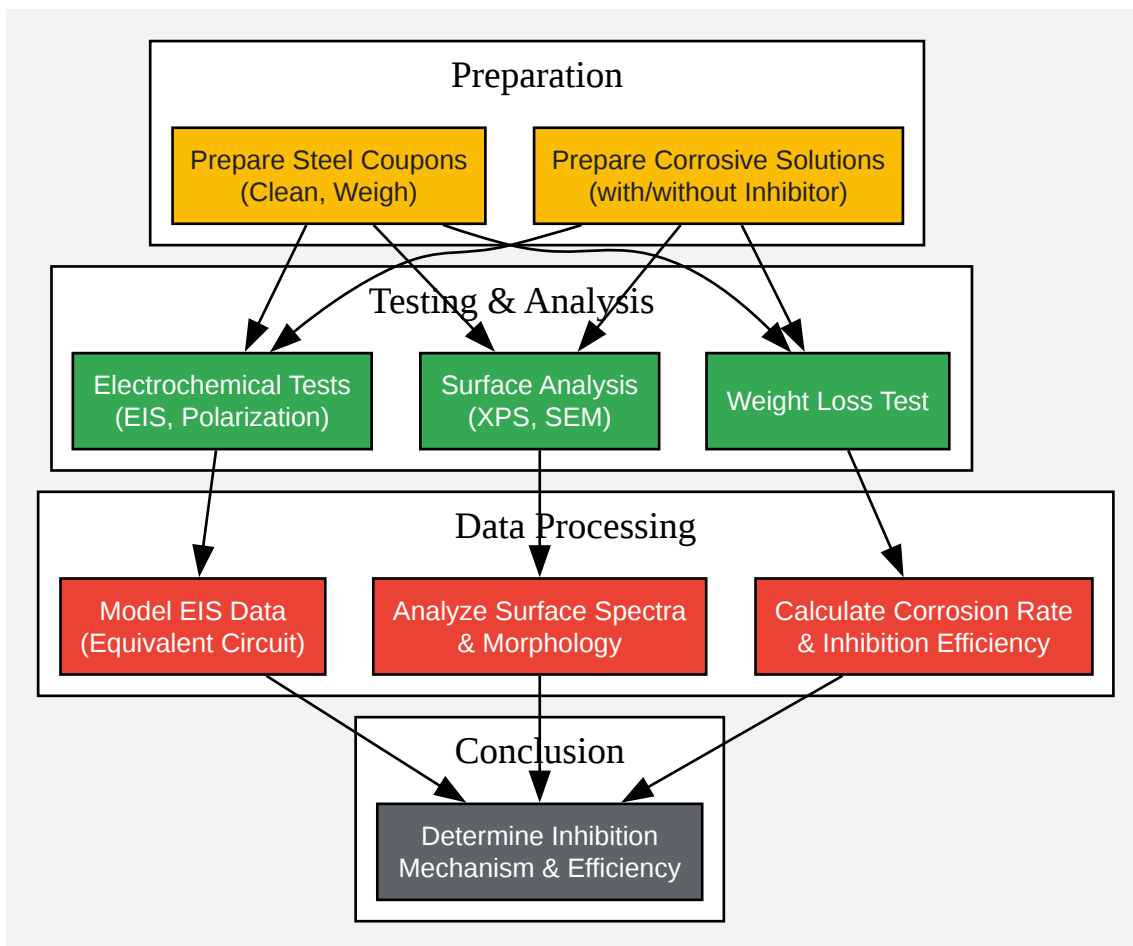 Preparation
Prepare Steel Coupons
(Clean, Weigh)
Prepare Corrosive Solutions
(with/without Inhibitor)
Testing & Analysis
Electrochemical Tests
(EIS, Polarization)
Surface Analysis
(XPS, SEM)
Weight Loss Test
Data Processing
Model EIS Data
(Equivalent Circuit)
Analyze Surface Spectra
& Morphology
Calculate Corrosion Rate
& Inhibition Efficiency
Conclusion
Determine Inhibition
Mechanism & Efficiency